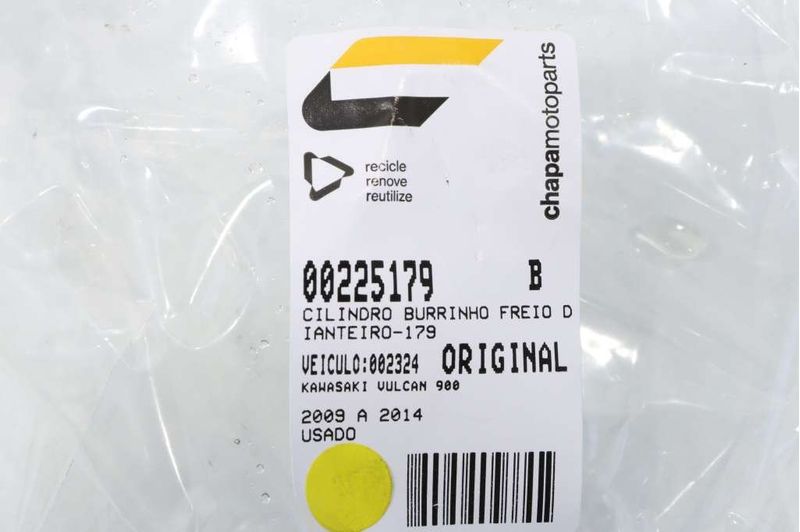 chapamotoparts
recicle
renove
reutilize
00225179 B
CILINDRO BURRINHO FREIO D
IANTEIRO-179
VEICULO:002324 ORIGINAL
KAWASAKI VULCAN 900
2009 A 2014
USADO